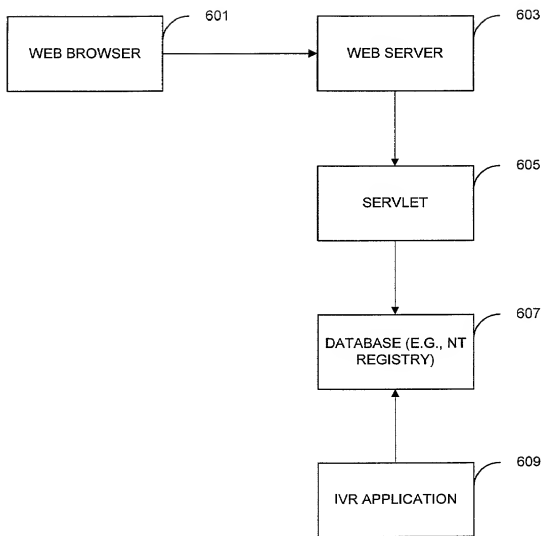 601
603
WEB BROWSER
WEB SERVER
605
SERVLET
607
DATABASE (E.G., NT
REGISTRY)
609
IVR APPLICATION